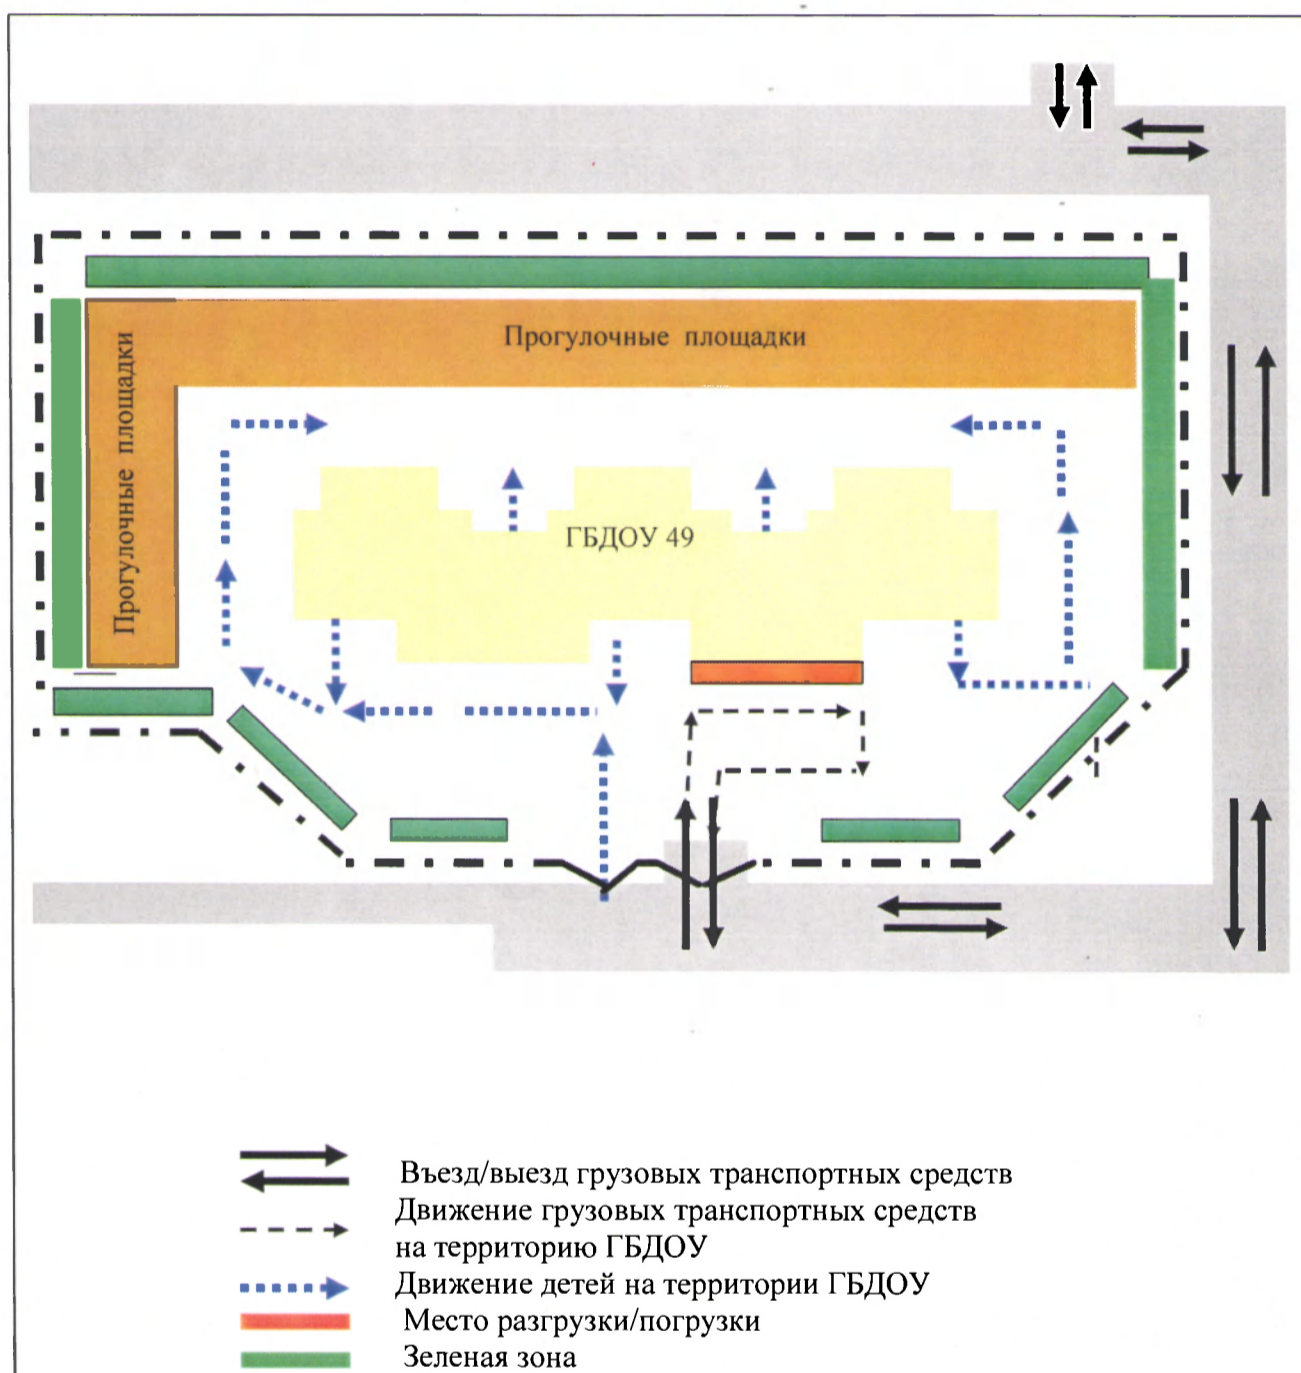 Прогулочные площадки
Прогулочные площадки
ГБДОУ 49
Въезд/выезд грузовых транспортных средств
Движение грузовых транспортных средств
на территорию ГБДОУ
Движение детей на территории ГБДОУ
Место разгрузки/погрузки
Зеленая зона